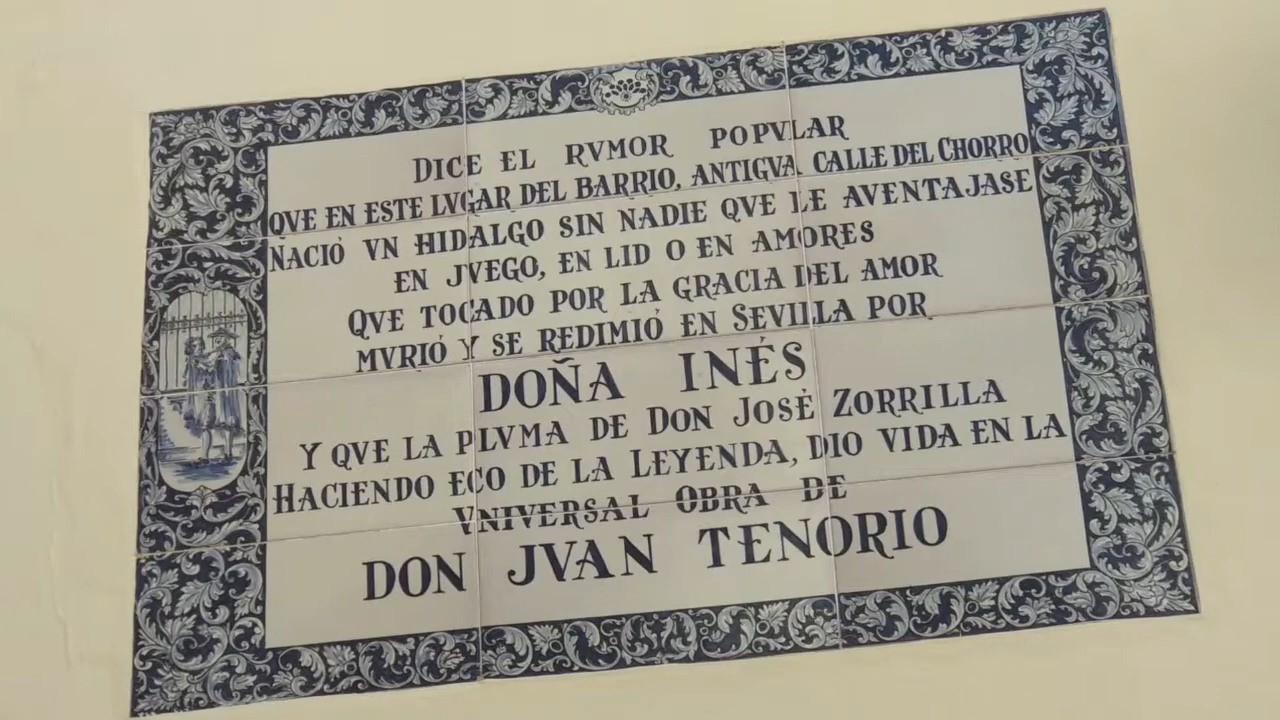 DICE EL RVMOR POPVLAR
QVE EN ESTE LVGAR DEL BARRIO, ANTIGVA CALLE DEL CHORRO
NACIÓ VN HIDALGO SIN NADIE QVE LE AVENTAJASE
EN JVEGO, EN LID O EN AMORES
QVE TOCADO POR LA GRACIA DEL AMOR
MVRIÓ Y SE REDIMIÓ EN SEVILLA POR
DOÑA INÉS
Y QVE LA PLVMA DE DON JOSÉ ZORRILLA
HACIENDO ECO DE LA LEYENDA, DIO VIDA EN LA
VNIVERSAL OBRA DE
DON JVAN TENORIO